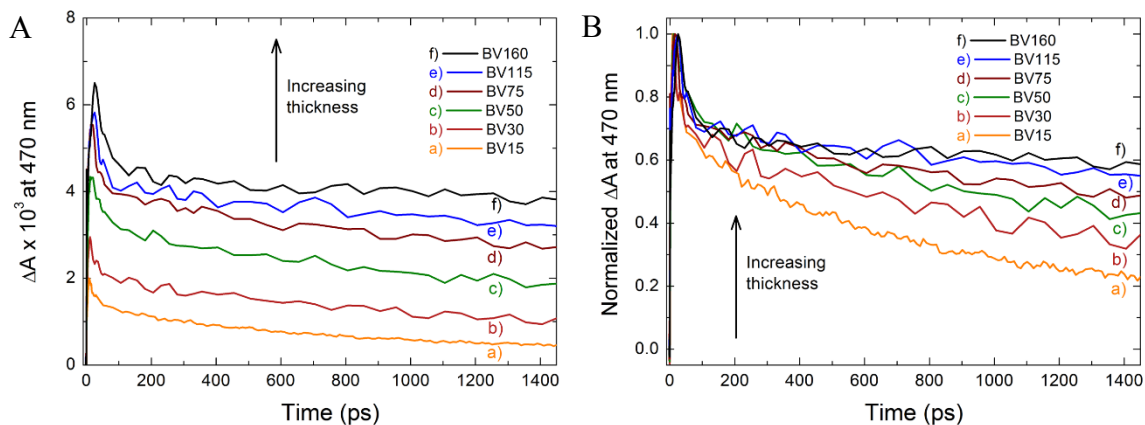 A
ΔA x 10³ at 470 nm
8
6
4
2
0
f) BV160
e) BV115
d) BV75
c) BV50
b) BV30
a) BV15
Increasing
thickness
f)
e)
d)
c)
b)
a)
0 200 400 600 800 1000 1200 1400
Time (ps)
B
Normalized ΔA at 470 nm
1.0
0.8
0.6
0.4
0.2
0.0
f) BV160
e) BV115
d) BV75
c) BV50
b) BV30
a) BV15
Increasing
thickness
f)
e)
d)
c)
b)
a)
0 200 400 600 800 1000 1200 1400
Time (ps)